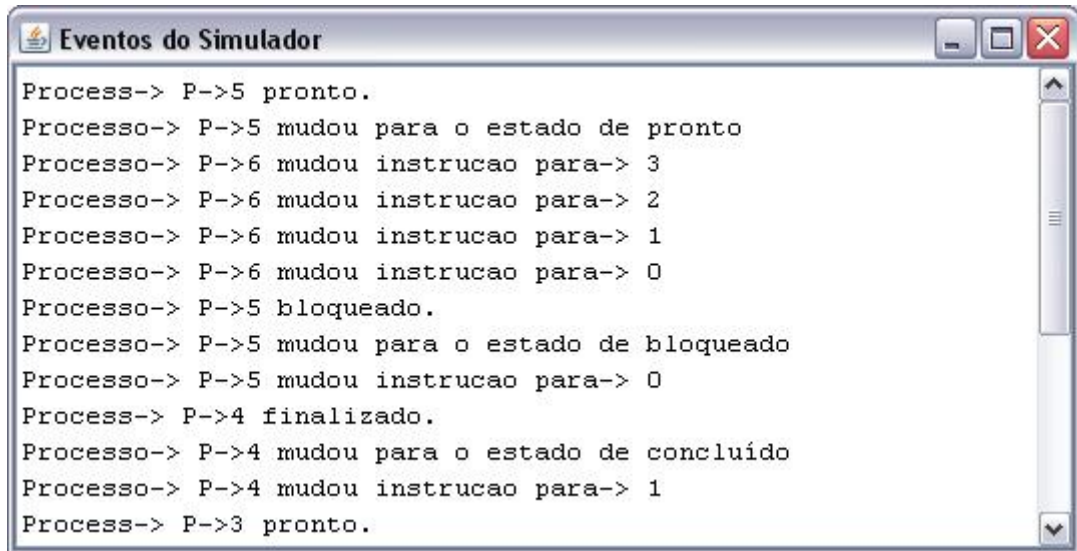 Eventos do Simulador
Process-> P->5 pronto.
Processo-> P->5 mudou para o estado de pronto
Processo-> P->6 mudou instrucao para-> 3
Processo-> P->6 mudou instrucao para-> 2
Processo-> P->6 mudou instrucao para-> 1
Processo-> P->6 mudou instrucao para-> 0
Processo-> P->5 bloqueado.
Processo-> P->5 mudou para o estado de bloqueado
Processo-> P->5 mudou instrucao para-> 0
Process-> P->4 finalizado.
Processo-> P->4 mudou para o estado de concluído
Processo-> P->4 mudou instrucao para-> 1
Process-> P->3 pronto.